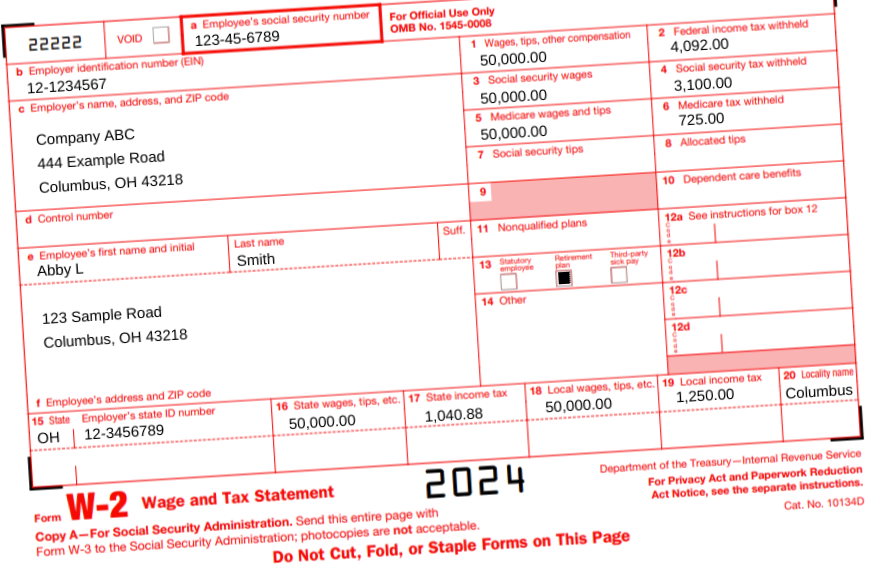 22222
VOID
a Employee's social security number
123-45-6789
For Official Use Only
OMB No. 1545-0008
b Employer identification number (EIN)
12-1234567
1 Wages, tips, other compensation
50,000.00
2 Federal income tax withheld
4,092.00
c Employer's name, address, and ZIP code
Company ABC
444 Example Road
Columbus, OH 43218
3 Social security wages
50,000.00
4 Social security tax withheld
3,100.00
5 Medicare wages and tips
50,000.00
6 Medicare tax withheld
725.00
7 Social security tips
8 Allocated tips
d Control number
9
10 Dependent care benefits
e Employee's first name and initial
Abby L
Last name
Smith
Suff.
11 Nonqualified plans
12a See instructions for box 12
Code
13 Statutory employee
Retirement plan
Third-party sick pay
12b
Code
123 Sample Road
Columbus, OH 43218
14 Other
12c
Code
12d
Code
f Employee's address and ZIP code
15 State
OH
Employer's state ID number
12-3456789
16 State wages, tips, etc.
50,000.00
17 State income tax
1,040.88
18 Local wages, tips, etc.
50,000.00
19 Local income tax
1,250.00
20 Locality name
Columbus
Form W-2 Wage and Tax Statement
2024
Department of the Treasury—Internal Revenue Service
For Privacy Act and Paperwork Reduction
Act Notice, see the separate instructions.
Copy A—For Social Security Administration. Send this entire page with
Form W-3 to the Social Security Administration; photocopies are not acceptable.
Cat. No. 10134D
Do Not Cut, Fold, or Staple Forms on This Page